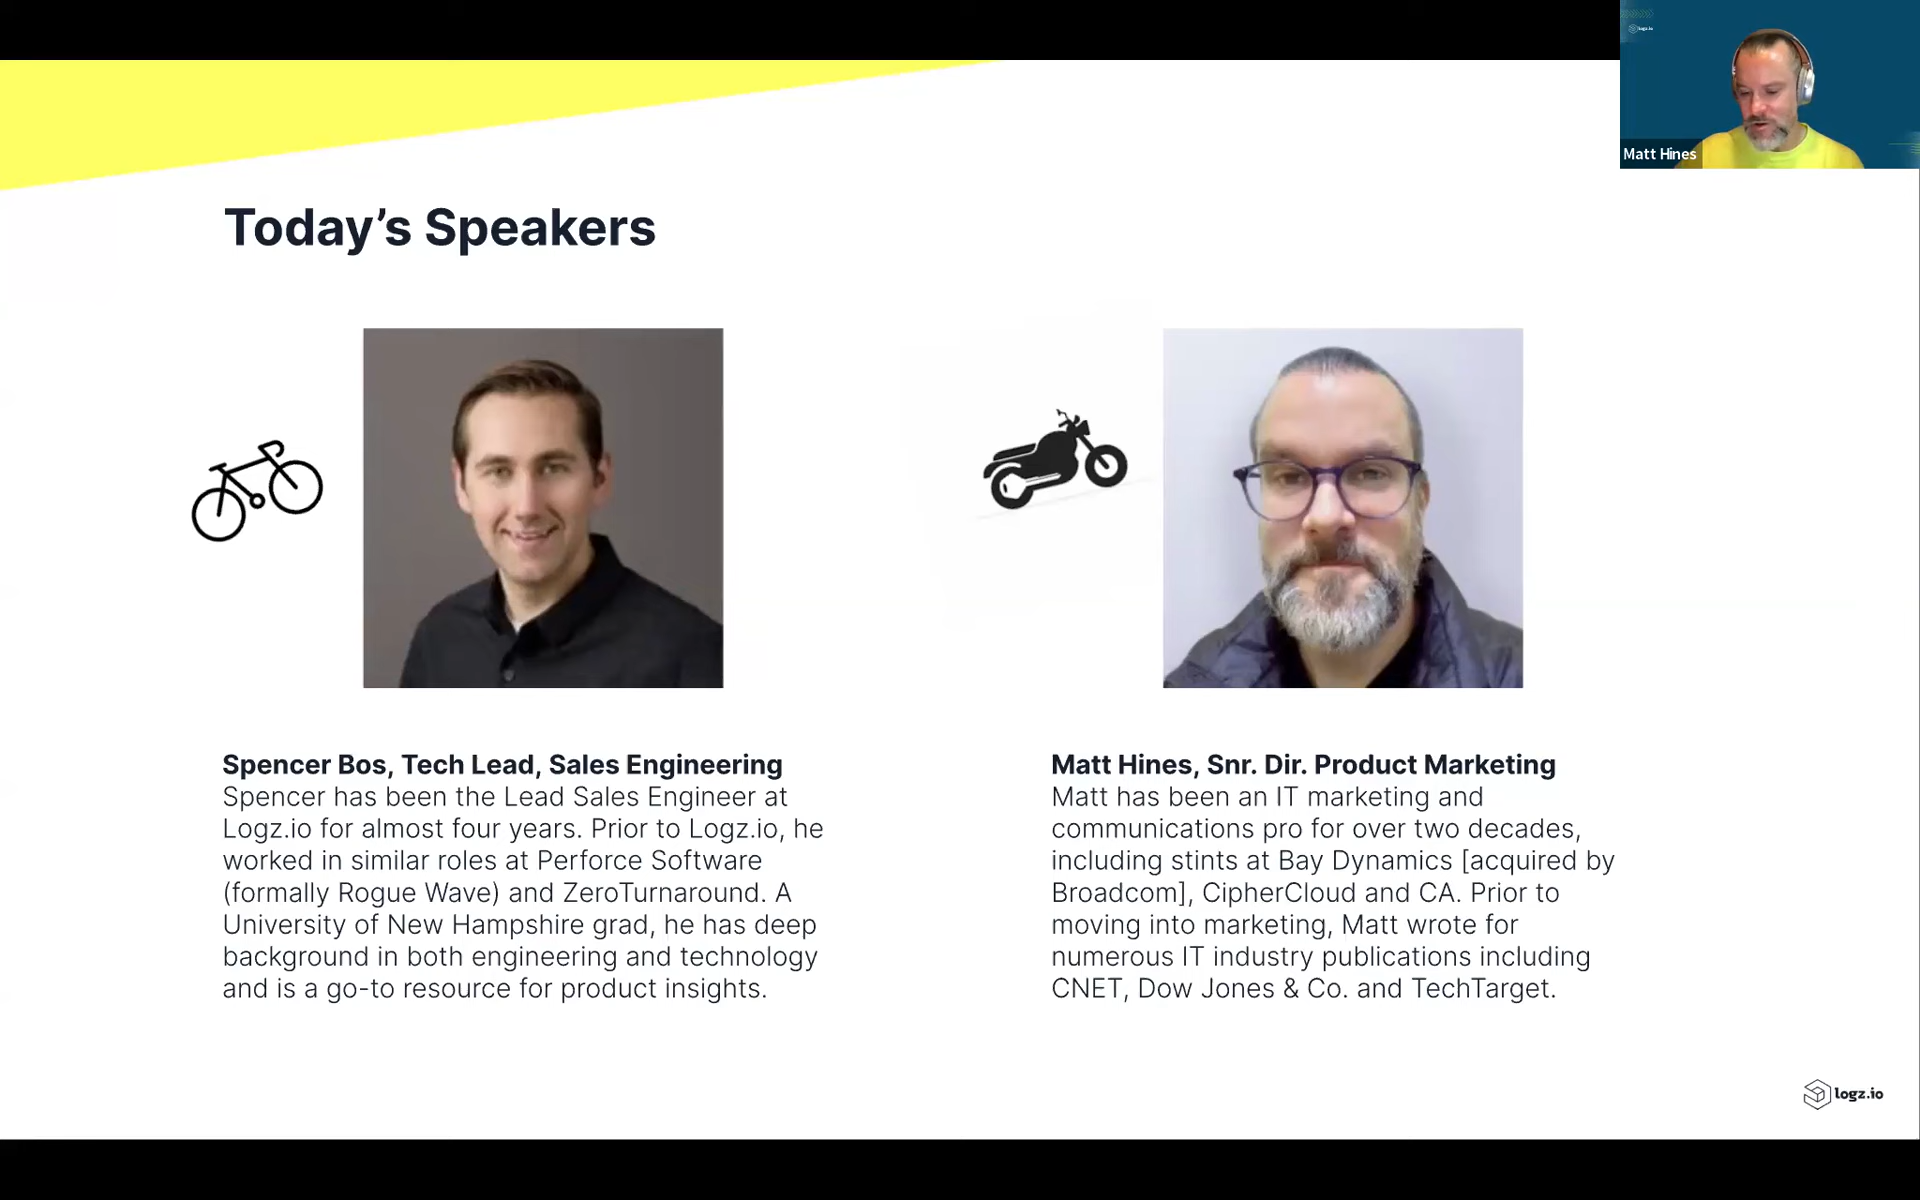 logz.io
Matt Hines
Today’s Speakers
Spencer Bos, Tech Lead, Sales Engineering
Spencer has been the Lead Sales Engineer at
Logz.io for almost four years. Prior to Logz.io, he
worked in similar roles at Perforce Software
(formally Rogue Wave) and ZeroTurnaround. A
University of New Hampshire grad, he has deep
background in both engineering and technology
and is a go-to resource for product insights.
Matt Hines, Snr. Dir. Product Marketing
Matt has been an IT marketing and
communications pro for over two decades,
including stints at Bay Dynamics [acquired by
Broadcom], CipherCloud and CA. Prior to
moving into marketing, Matt wrote for
numerous IT industry publications including
CNET, Dow Jones & Co. and TechTarget.
logz.io